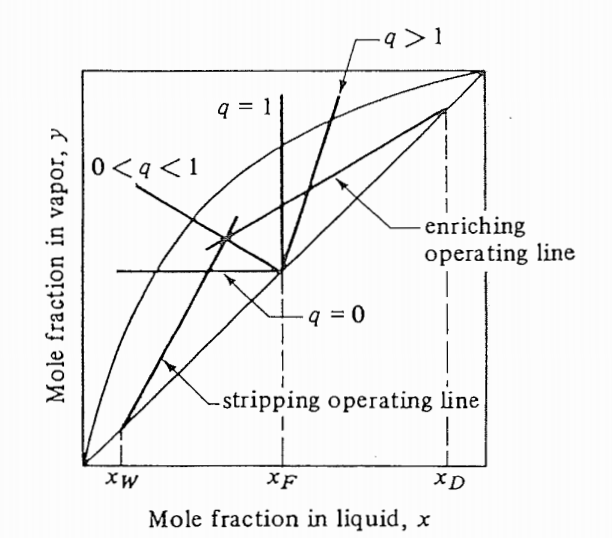 q > 1
q = 1
0 < q < 1
enriching
operating line
q = 0
stripping operating line
x_W
x_F
x_D
Mole fraction in vapor, y
Mole fraction in liquid, x